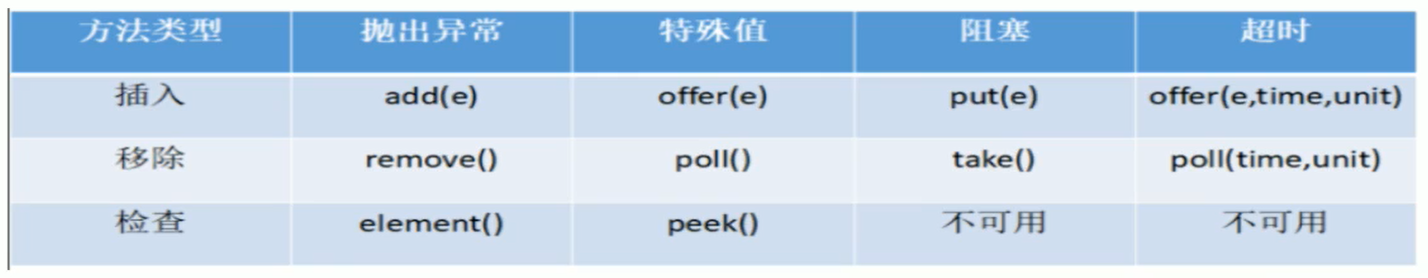 方法类型 抛出异常 特殊值 阻塞 超时
插入 add(e) offer(e) put(e) offer(e,time,unit)
移除 remove() poll() take() poll(time,unit)
检查 element() peek() 不可用 不可用